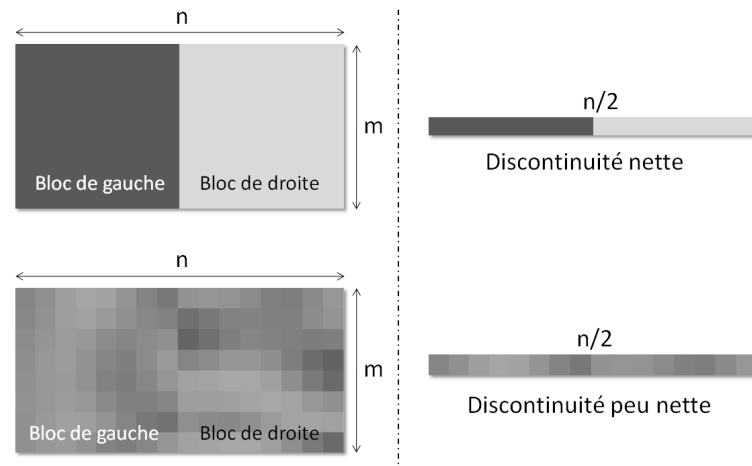 n
m
Bloc de gauche
Bloc de droite
n/2
Discontinuité nette
n
m
Bloc de gauche
Bloc de droite
n/2
Discontinuité peu nette